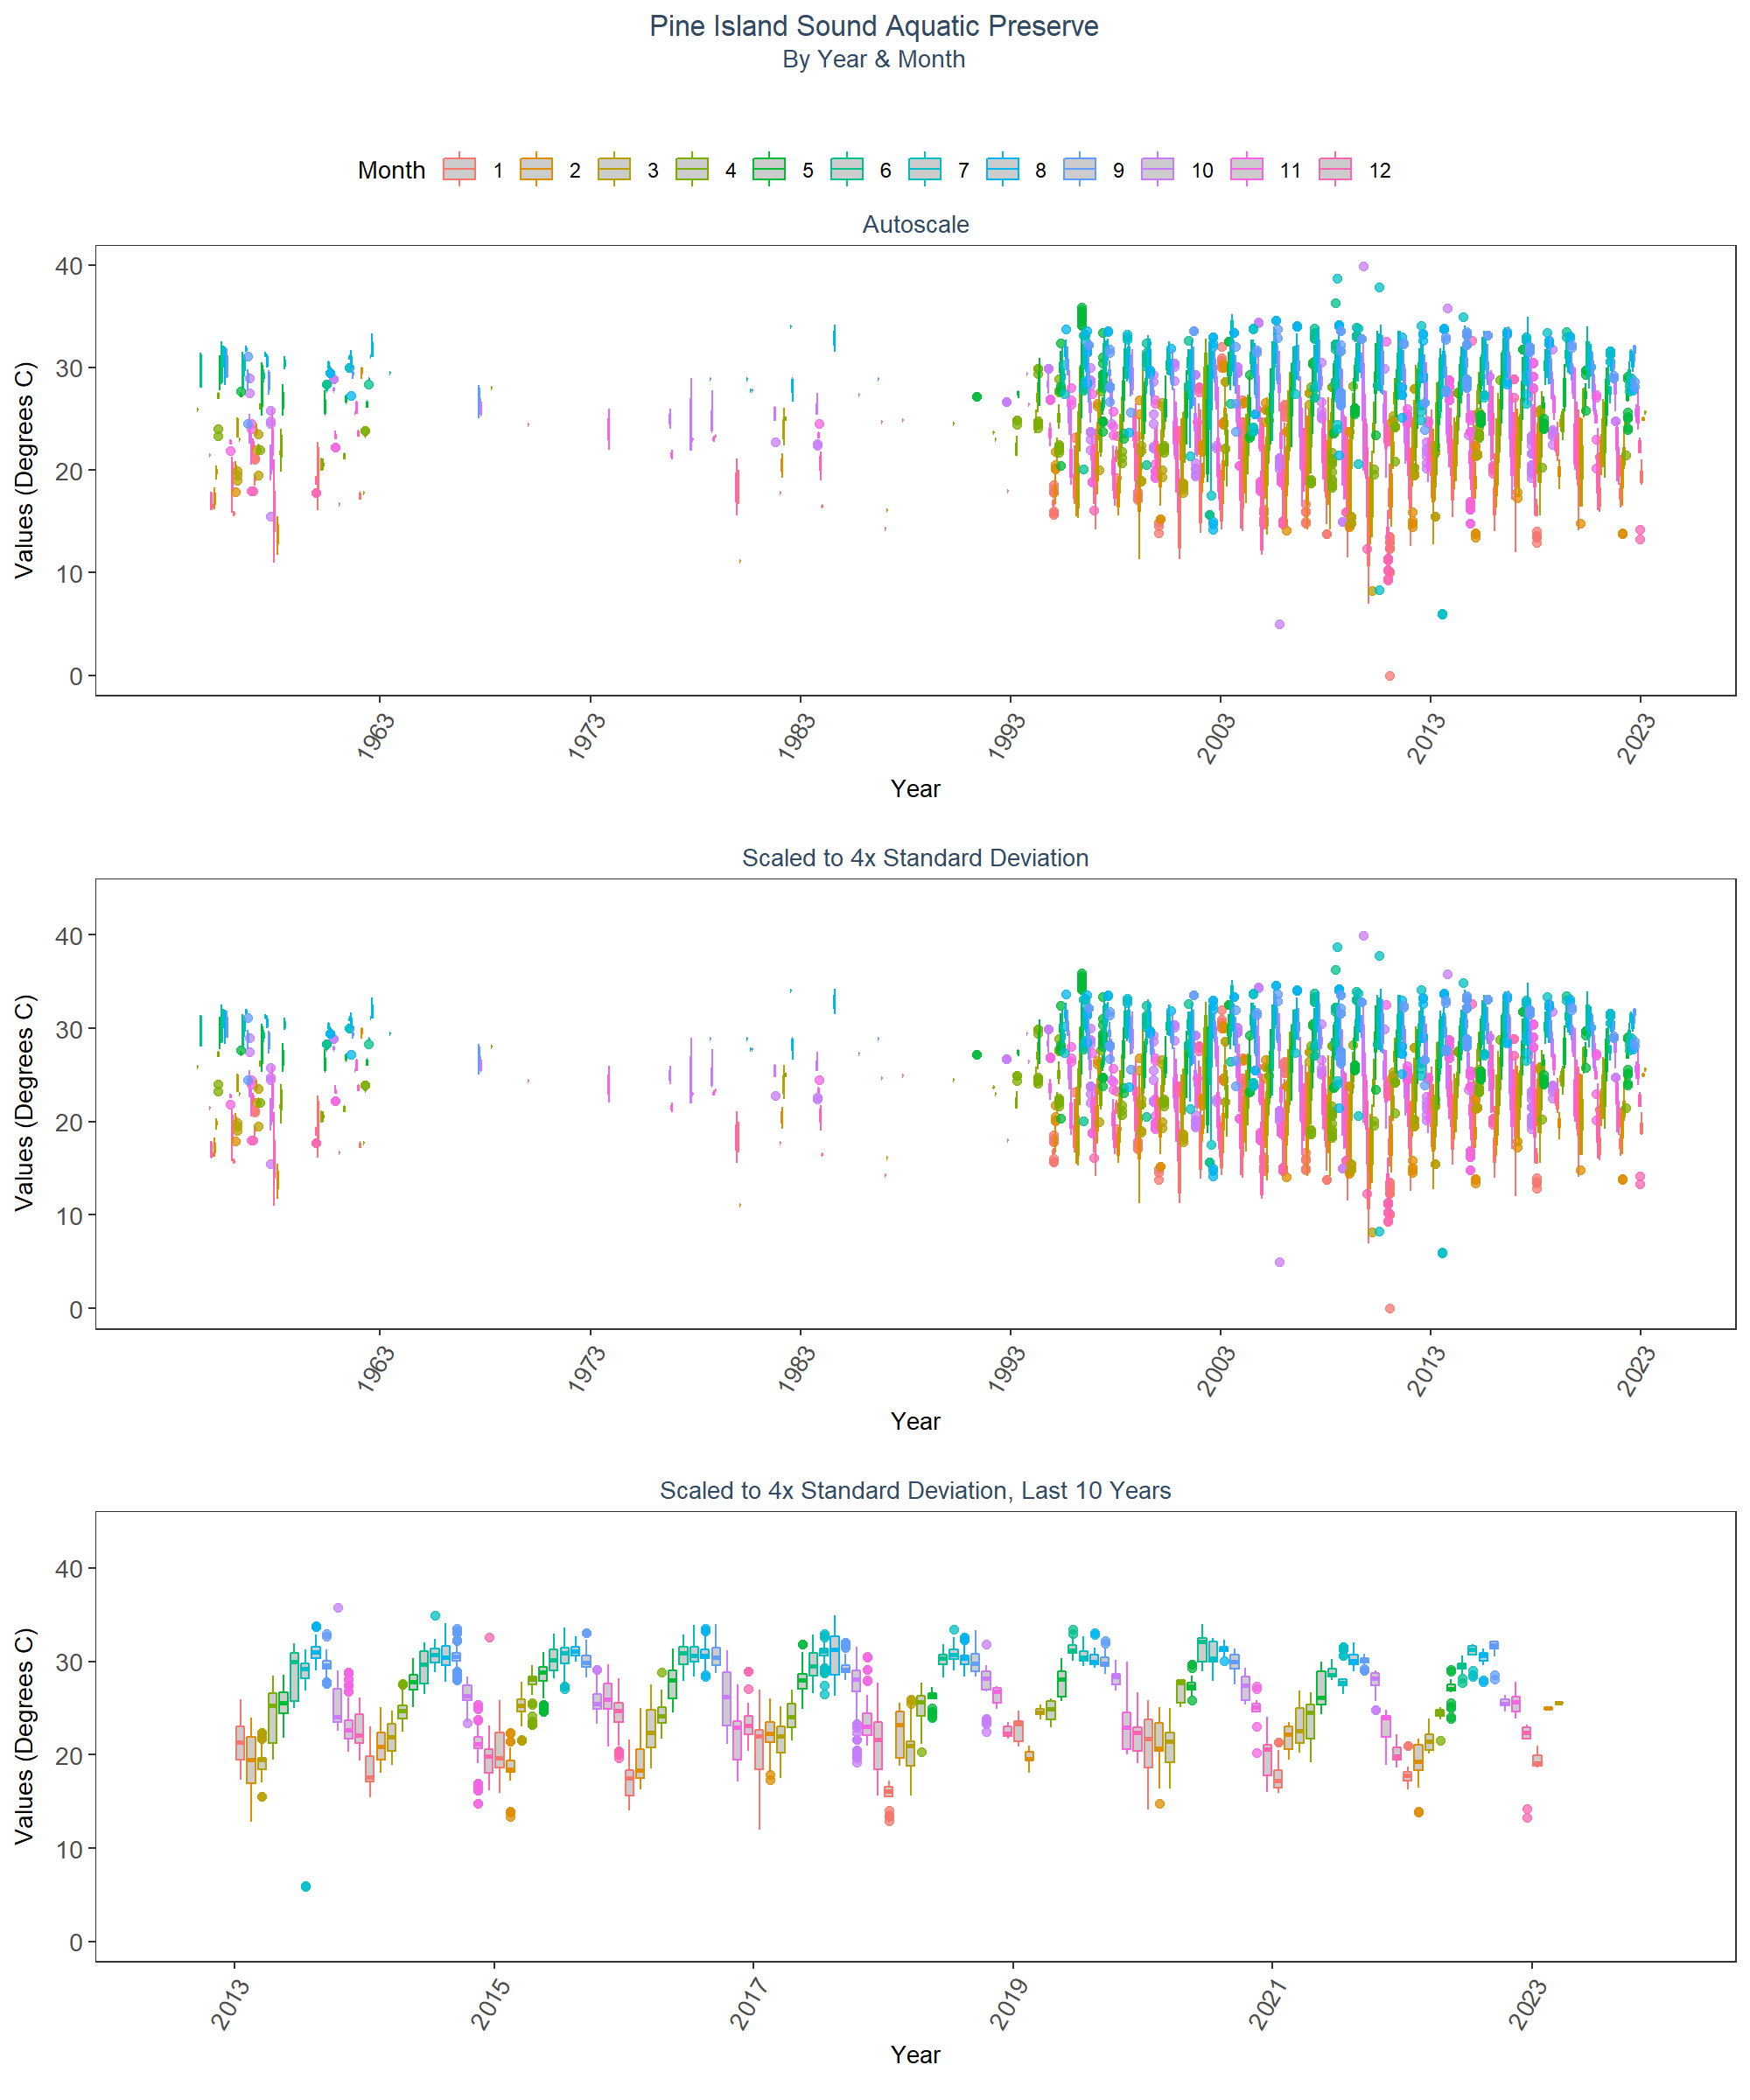 Pine Island Sound Aquatic Preserve
By Year & Month
Month 1 2 3 4 5 6 7 8 9 10 11 12
Autoscale
Values (Degrees C)
40
30
20
10
0
1963 1973 1983 1993 2003 2013 2023
Year
Scaled to 4x Standard Deviation
Values (Degrees C)
40
30
20
10
0
1963 1973 1983 1993 2003 2013 2023
Year
Scaled to 4x Standard Deviation, Last 10 Years
Values (Degrees C)
40
30
20
10
0
2013 2015 2017 2019 2021 2023
Year